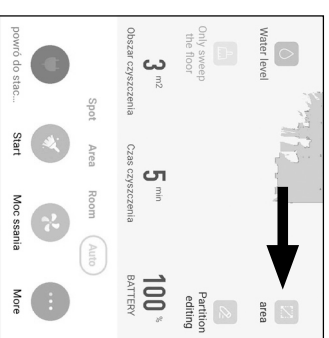 Water level
area
Only sweep
the floor
Partition
editing
3 m2
5 min
100 %
Obszar czyszczenia
Czas czyszczenia
BATTERY
Spot
Area
Room
Auto
powró do stac...
Start
Moc ssania
More